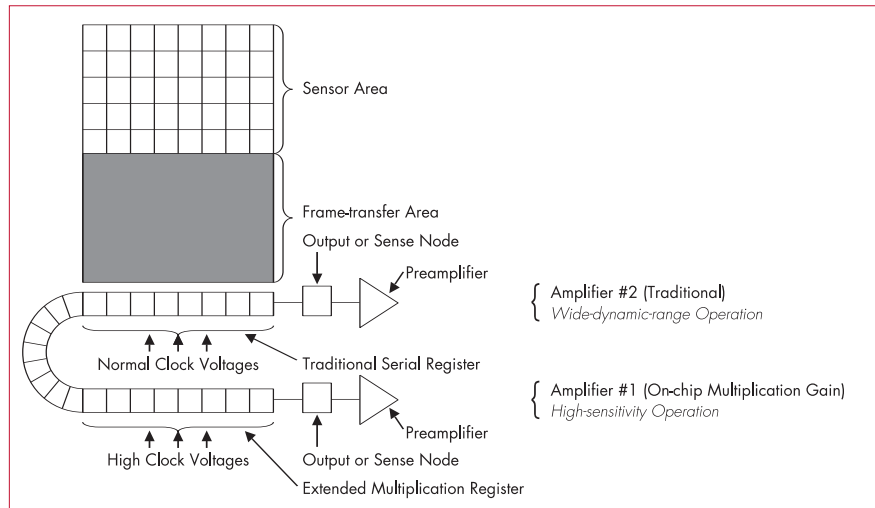 Sensor Area
Frame-transfer Area
Output or Sense Node
Preamplifier
Amplifier #2 (Traditional)
Wide-dynamic-range Operation
Normal Clock Voltages
Traditional Serial Register
Amplifier #1 (On-chip Multiplication Gain)
High-sensitivity Operation
Preamplifier
High Clock Voltages
Output or Sense Node
Extended Multiplication Register